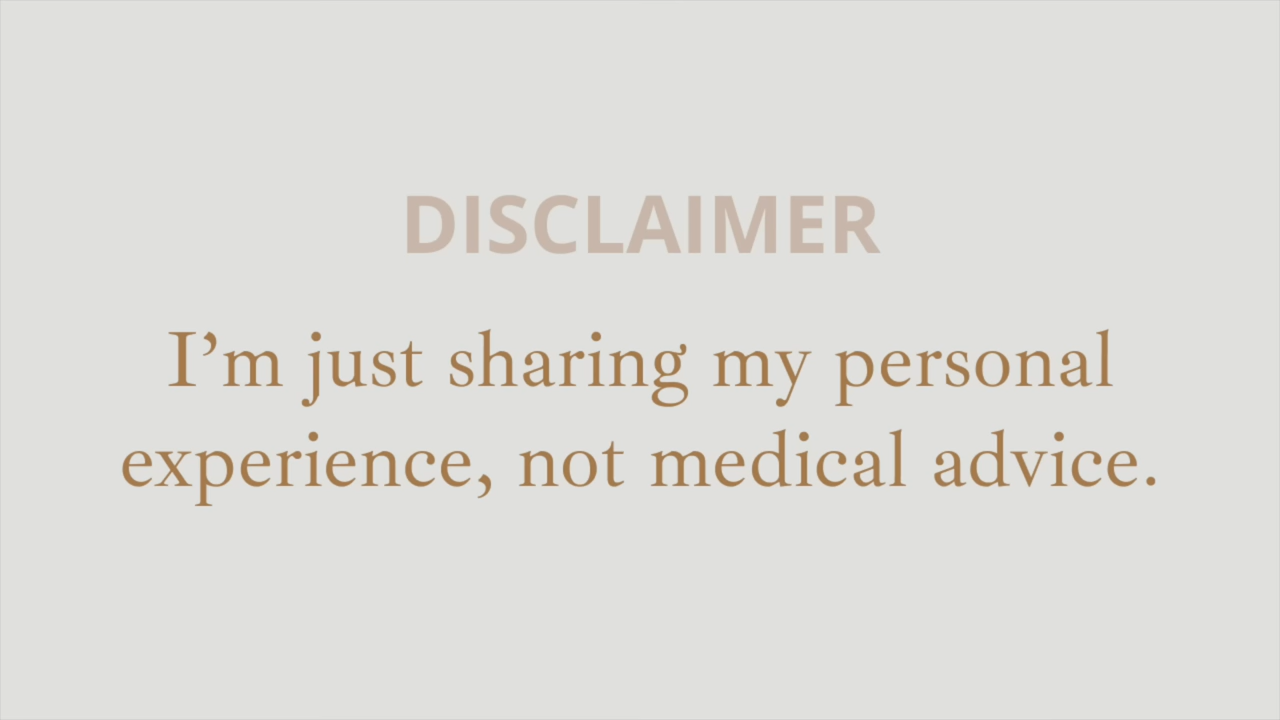 DISCLAIMER
I’m just sharing my personal
experience, not medical advice.